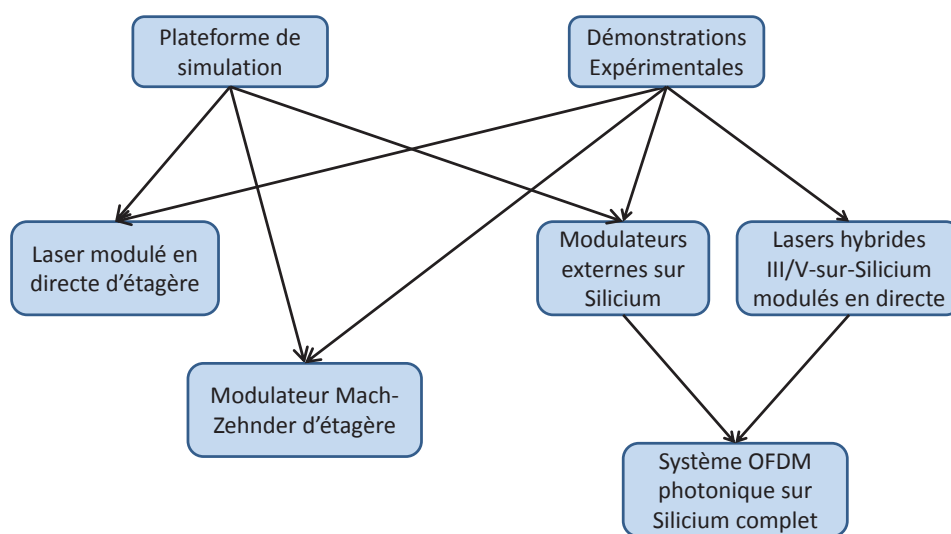 Plateforme de
simulation
Démonstrations
Expérimentales
Laser modulé en
directe d'étagère
Modulateurs
externes sur
Silicium
Lasers hybrides
III/V-sur-Silicium
modulés en directe
Modulateur Mach-
Zehnder d'étagère
Système OFDM
photonique sur
Silicium complet